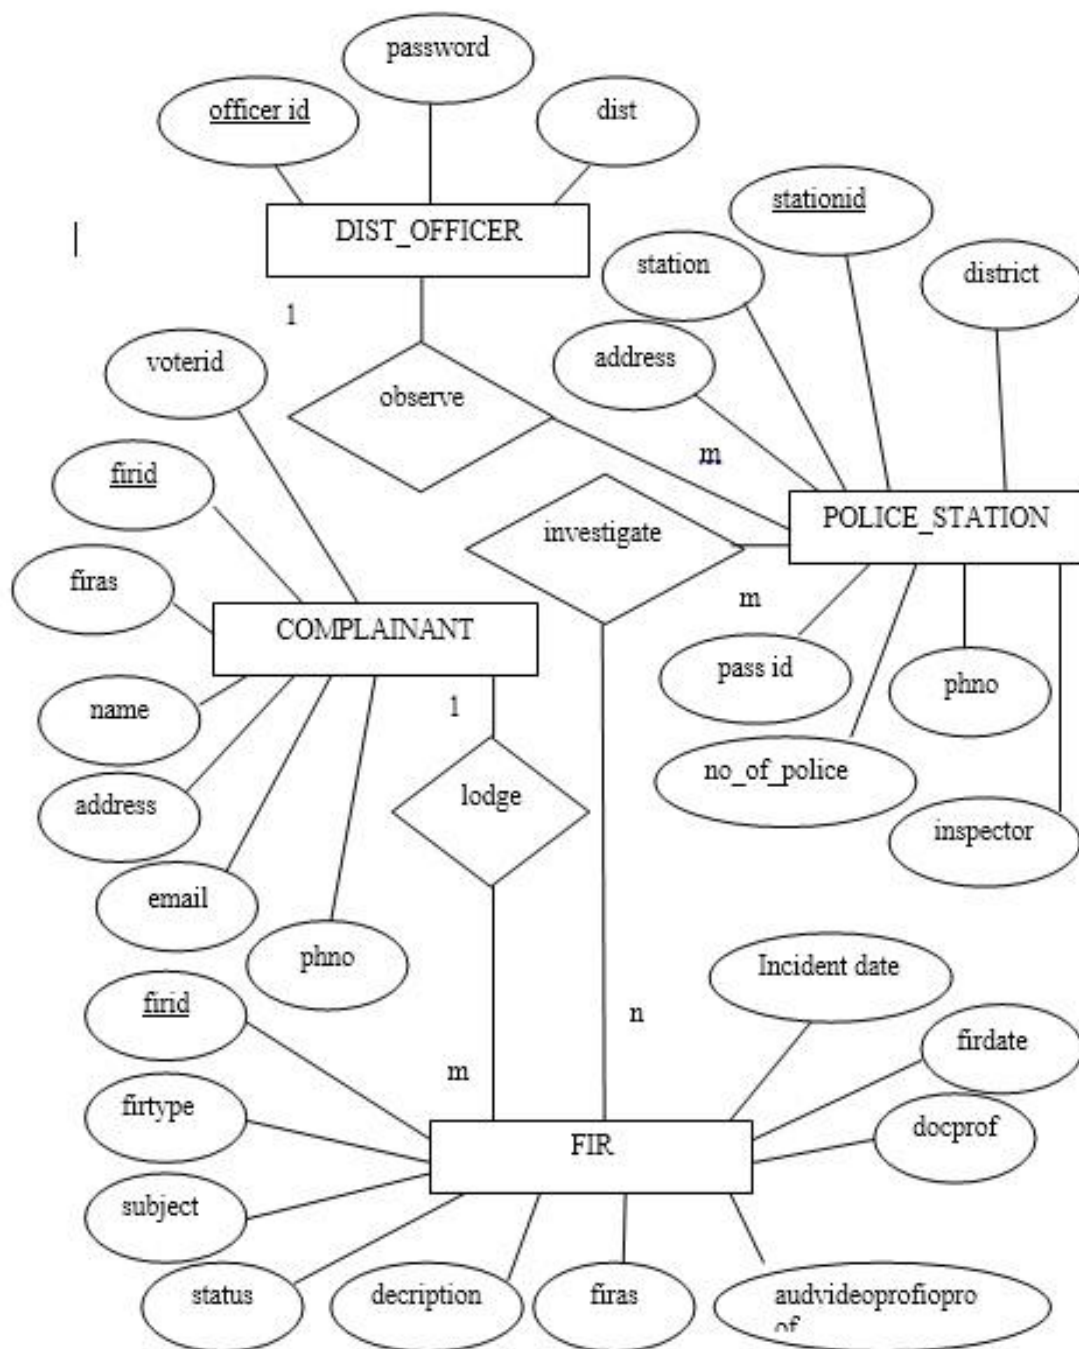 password
officer id
dist
stationid
DIST_OFFICER
station
district
1
address
voterid
observe
m
firid
POLICE_STATION
investigate
firas
m
COMPLAINANT
pass id
phno
name
1
no_of_police
address
lodge
inspector
email
phno
Incident date
firid
n
firdate
m
firtype
docprof
FIR
subject
status
decription
firas
audvideoprofiopro
of